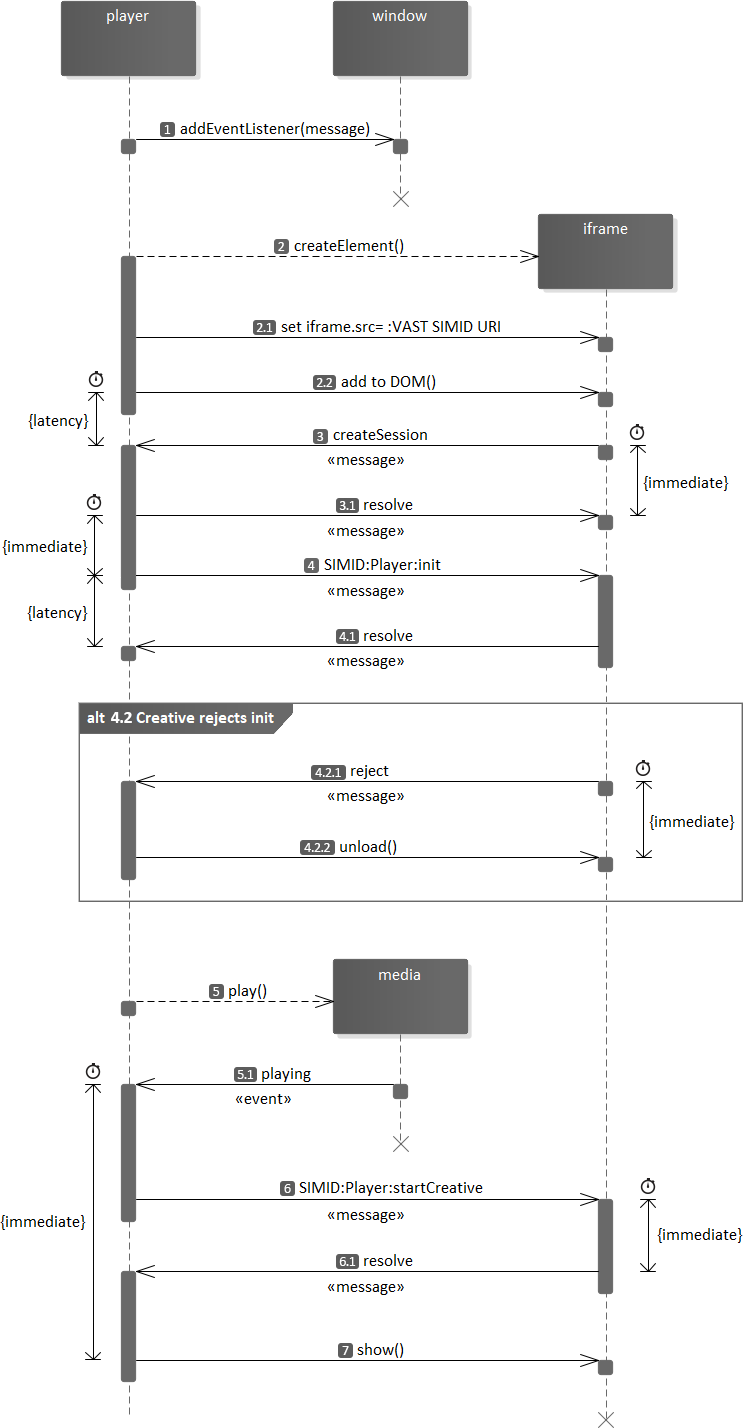 player
window
1 addEventListener(message)
iframe
2 createElement()
2.1 set iframe.src= :VAST SIMID URI
2.2 add to DOM()
{latency}
3 createSession
«message»
{immediate}
3.1 resolve
«message»
{immediate}
4 SIMID:Player:init
«message»
{latency}
4.1 resolve
«message»
alt 4.2 Creative rejects init
4.2.1 reject
«message»
{immediate}
4.2.2 unload()
media
5 play()
5.1 playing
«event»
6 SIMID:Player:startCreative
«message»
{immediate}
{immediate}
6.1 resolve
«message»
7 show()